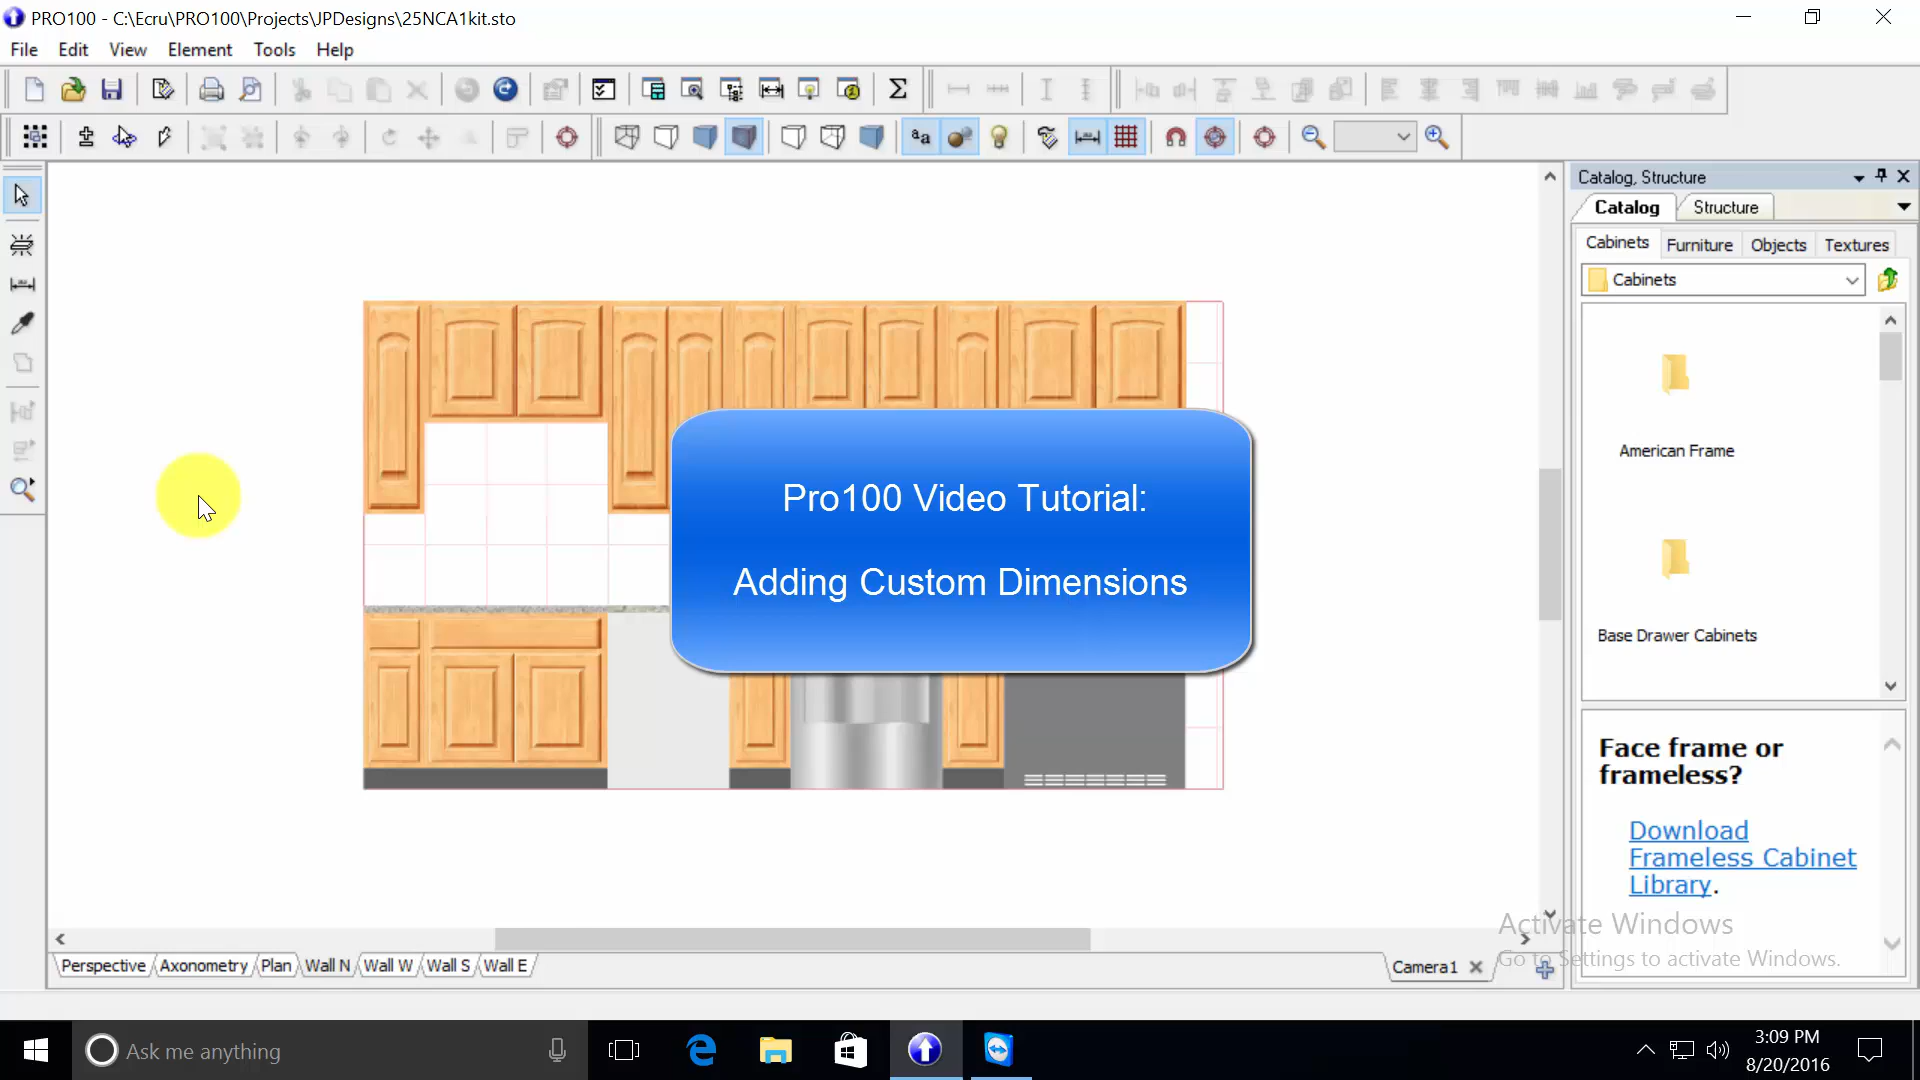 PRO100 - C:\Ecru\PRO100\Projects\JPDesigns\25NCA1kit.sto
File Edit View Element Tools Help
Catalog, Structure
Catalog Structure
Cabinets Furniture Objects Textures
Cabinets
American Frame
Base Drawer Cabinets
Pro100 Video Tutorial:
Adding Custom Dimensions
Face frame or
frameless?
Download
Frameless Cabinet
Library.
Activate Windows
Go to Settings to activate Windows.
Perspective Axonometry Plan Wall N Wall W Wall S Wall E
Camera1
Ask me anything
3:09 PM
8/20/2016